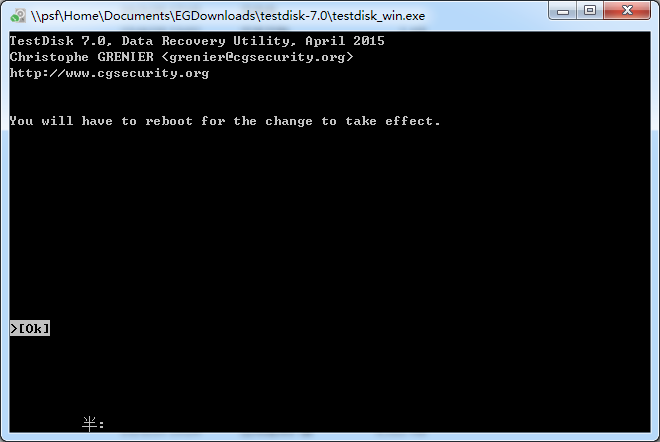 \\psf\Home\Documents\EGDownloads\testdisk-7.0\testdisk_win.exe
TestDisk 7.0, Data Recovery Utility, April 2015
Christophe GRENIER <grenier@cgsecurity.org>
http://www.cgsecurity.org
You will have to reboot for the change to take effect.
>[Ok]
半: